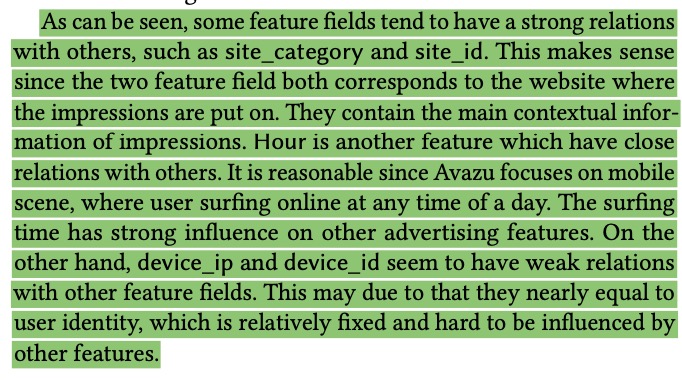 As can be seen, some feature fields tend to have a strong relations
with others, such as site_category and site_id. This makes sense
since the two feature field both corresponds to the website where
the impressions are put on. They contain the main contextual infor-
mation of impressions. Hour is another feature which have close
relations with others. It is reasonable since Avazu focuses on mobile
scene, where user surfing online at any time of a day. The surfing
time has strong influence on other advertising features. On the
other hand, device_ip and device_id seem to have weak relations
with other feature fields. This may due to that they nearly equal to
user identity, which is relatively fixed and hard to be influenced by
other features.